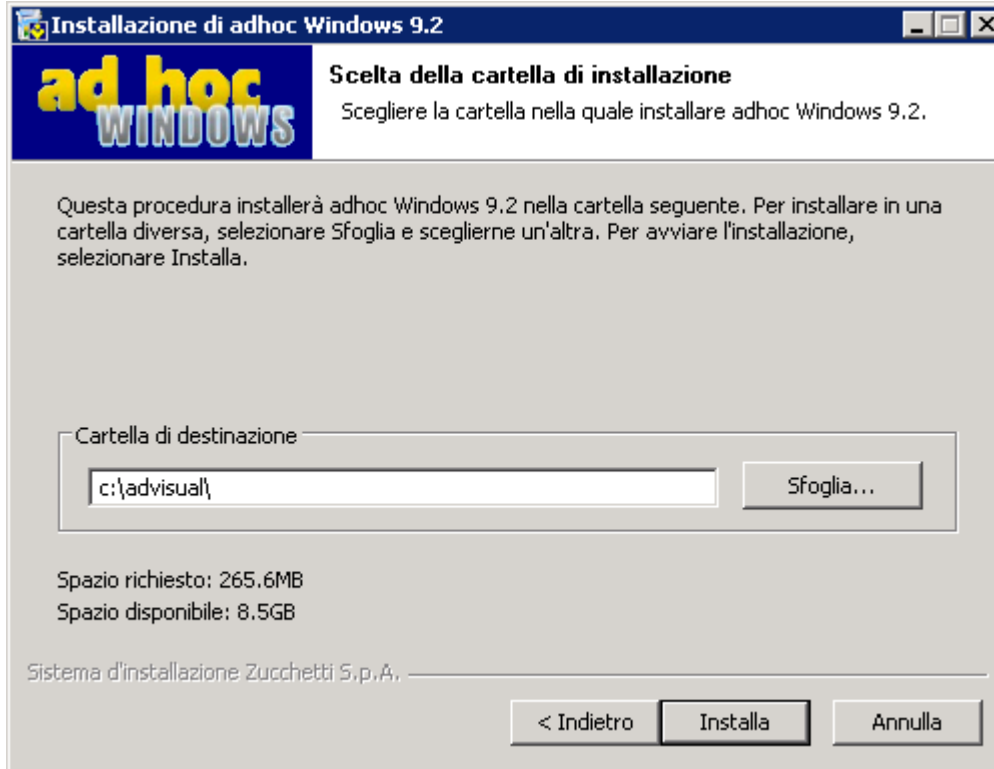 Installazione di adhoc Windows 9.2
ad hoc
WINDOWS
Scelta della cartella di installazione
Scegliere la cartella nella quale installare adhoc Windows 9.2.
Questa procedura installerà adhoc Windows 9.2 nella cartella seguente. Per installare in una
cartella diversa, selezionare Sfoglia e sceglierne un'altra. Per avviare l'installazione,
selezionare Installa.
Cartella di destinazione
c:\advisual\
Sfoglia...
Spazio richiesto: 265.6MB
Spazio disponibile: 8.5GB
Sistema d'installazione Zucchetti S.p.A.
< Indietro
Installa
Annulla